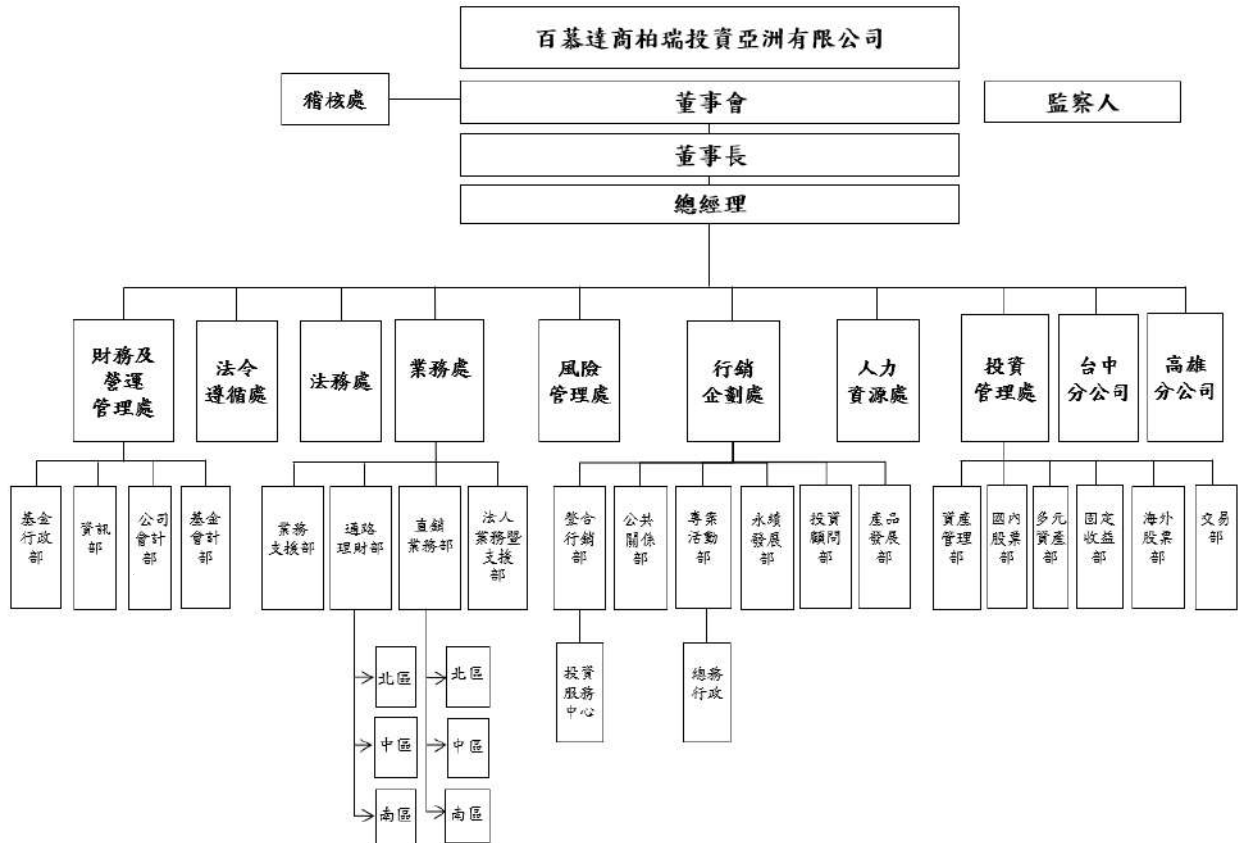 百慕達商柏瑞投資亞洲有限公司
稽核處
董事會
監察人
董事長
總經理
財務及
營運
管理處
法令
遵循處
法務處
業務處
風險
管理處
行銷
企劃處
人力
資源處
投資
管理處
台中
分公司
高雄
分公司
基金
行政
部
資訊
部
公司
會計
部
基金
會計
部
業務
支援部
通路
理財部
直銷
業務部
法人
業務暨
支援
部
整合
行銷
部
公共
關係
部
專案
活動
部
永續
發展
部
投資
顧問
部
產品
發展
部
資產
管理
部
國內
股票
部
多元
資產
部
固定
收益
部
海外
股票
部
交易
部
北區
中區
南區
北區
中區
南區
投資
服務
中心
總務
行政